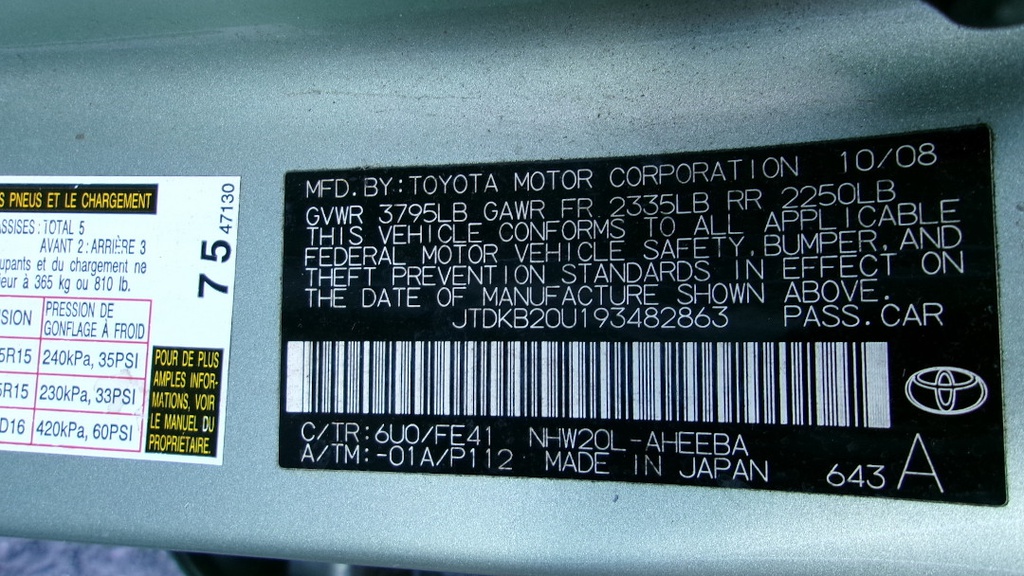 S PNEUS ET LE CHARGEMENT
ASSISES: TOTAL 5
AVANT 2: ARRIÈRE 3
upants et du chargement ne
ieur à 365 kg ou 810 lb.
SION PRESSION DE
GONFLAGE À FROID
5R15 240kPa, 35PSI
5R15 230kPa, 33PSI
D16 420kPa, 60PSI
75
47130
POUR DE PLUS
AMPLES INFOR-
MATIONS, VOIR
LE MANUEL DU
PROPRIÉTAIRE.
MFD. BY: TOYOTA MOTOR CORPORATION 10/08
GVWR 3795LB GAWR FR 2335LB RR 2250LB
THIS VEHICLE CONFORMS TO ALL APPLICABLE
FEDERAL MOTOR VEHICLE SAFETY, BUMPER, AND
THEFT PREVENTION STANDARDS IN EFFECT ON
THE DATE OF MANUFACTURE SHOWN ABOVE.
JTDKB20U193482863 PASS. CAR
C/TR: 6U0/FE41 NHW20L-AHEEBA
A/TM: -01A/P112 MADE IN JAPAN
643 A